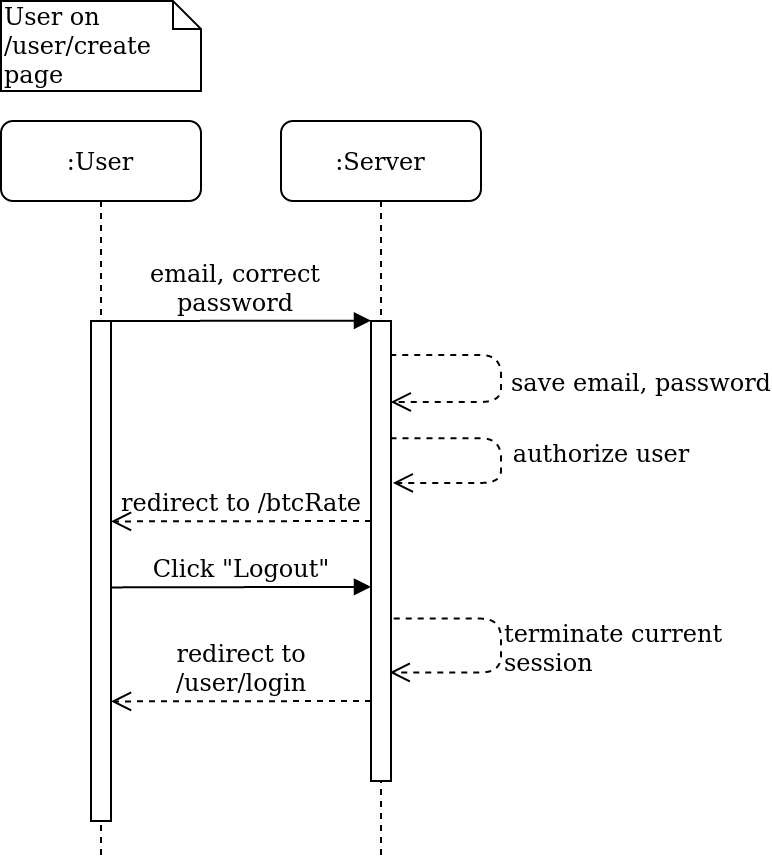 User on
/user/create
page
:User
:Server
email, correct
password
save email, password
authorize user
redirect to /btcRate
Click "Logout"
terminate current
session
redirect to
/user/login